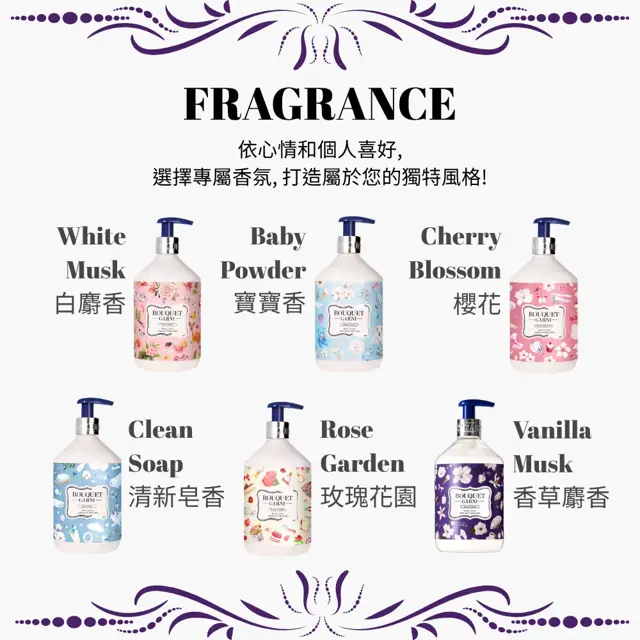 FRAGRANCE
依心情和個人喜好,
選擇專屬香氛, 打造屬於您的獨特風格!
White
Musk
白麝香
BOUQUET
GARNI
Baby
Powder
寶寶香
BOUQUET
GARNI
Cherry
Blossom
櫻花
BOUQUET
GARNI
BOUQUET
GARNI
Clean
Soap
清新皂香
BOUQUET
GARNI
Rose
Garden
玫瑰花園
BOUQUET
GARNI
Vanilla
Musk
香草麝香